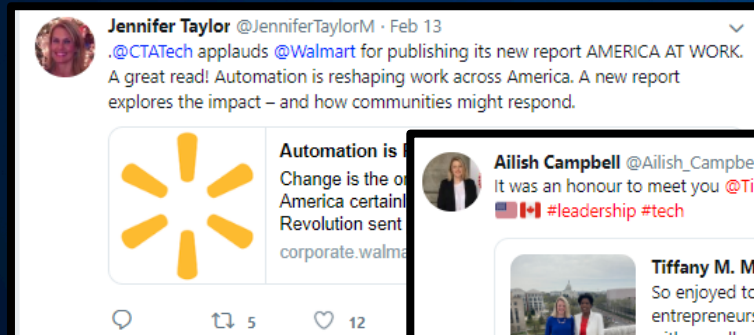 Jennifer Taylor @JenniferTaylorM · Feb 13
.@CTATech applauds @Walmart for publishing its new report AMERICA AT WORK.
A great read! Automation is reshaping work across America. A new report
explores the impact – and how communities might respond.
Automation is
Change is the
America
Revolution sent
corporate.walma
5
12
Ailish Campbell @Ailish_Campbe
It was an honour to meet you @Ti
#leadership #tech
Tiffany M. M
So enjoyed to